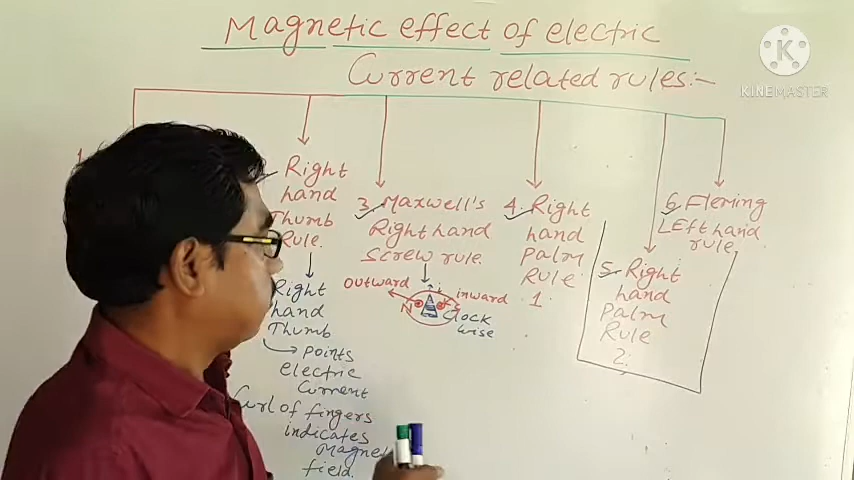 Magnetic effect of electric
Current related rules:-
K
KINEMASTER
1
Right
hand
Thumb
Rule.
Right
hand
Thumb
points
electric
Current
Curl of fingers
indicates
Magnet
field.
3. Maxwell's
Right hand
Screw rule.
outward
inward
N
S
Clock
wise
i
4. Right
hand
palm
Rule
1
5. Right
hand
palm
Rule
2.
6. Fleming
Left hand
rule